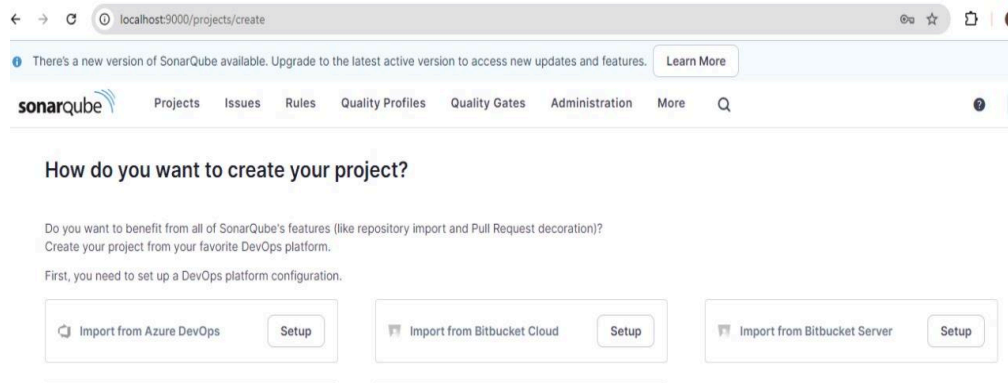 localhost:9000/projects/create
There's a new version of SonarQube available. Upgrade to the latest active version to access new updates and features. Learn More
sonarqube Projects Issues Rules Quality Profiles Quality Gates Administration More
How do you want to create your project?
Do you want to benefit from all of SonarQube's features (like repository import and Pull Request decoration)?
Create your project from your favorite DevOps platform.
First, you need to set up a DevOps platform configuration.
Import from Azure DevOps Setup Import from Bitbucket Cloud Setup Import from Bitbucket Server Setup